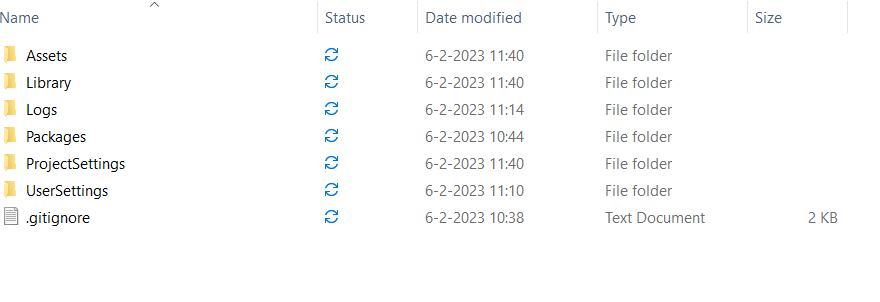 Name Status Date modified Type Size
Assets 6-2-2023 11:40 File folder
Library 6-2-2023 11:40 File folder
Logs 6-2-2023 11:14 File folder
Packages 6-2-2023 10:44 File folder
ProjectSettings 6-2-2023 11:40 File folder
UserSettings 6-2-2023 11:10 File folder
.gitignore 6-2-2023 10:38 Text Document 2 KB